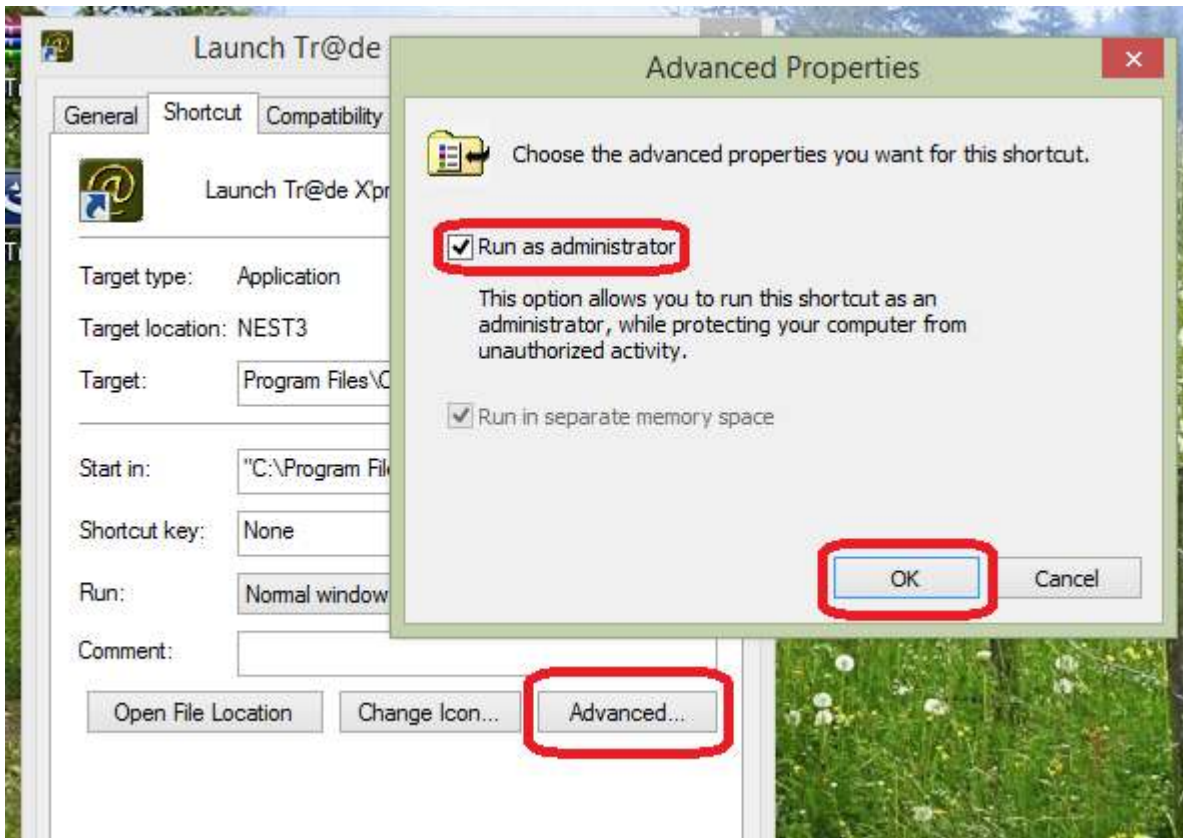 Launch Tr@de
General Shortcut Compatibility
Launch Tr@de X'pr
Target type: Application
Target location: NEST3
Target: Program Files\C
Start in: "C:\Program File
Shortcut key: None
Run: Normal window
Comment:
Open File Location Change Icon... Advanced...
Advanced Properties
Choose the advanced properties you want for this shortcut.
Run as administrator
This option allows you to run this shortcut as an
administrator, while protecting your computer from
unauthorized activity.
Run in separate memory space
OK Cancel